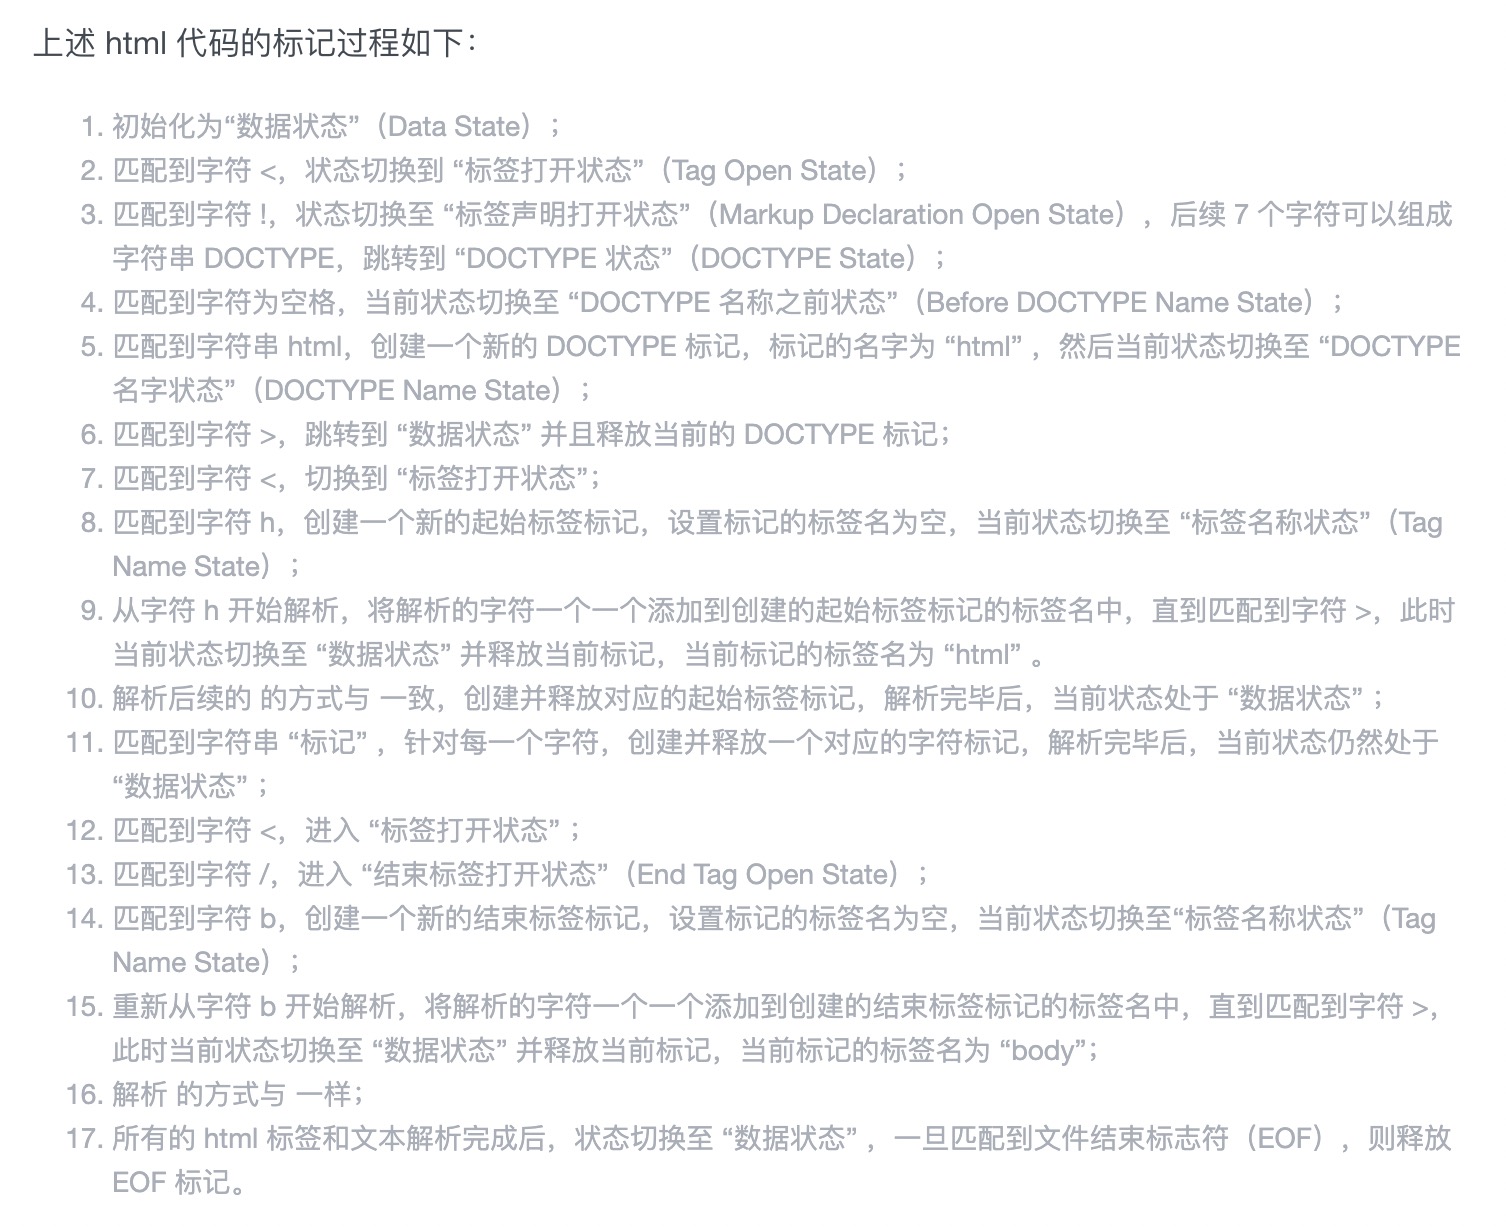 上述 html 代码的标记过程如下：
1. 初始化为“数据状态”（Data State）；
2. 匹配到字符 <，状态切换到 “标签打开状态”（Tag Open State）；
3. 匹配到字符 !，状态切换至 “标签声明打开状态”（Markup Declaration Open State），后续 7 个字符可以组成
字符串 DOCTYPE，跳转到 “DOCTYPE 状态”（DOCTYPE State）；
4. 匹配到字符为空格，当前状态切换至 “DOCTYPE 名称之前状态”（Before DOCTYPE Name State）；
5. 匹配到字符串 html，创建一个新的 DOCTYPE 标记，标记的名字为 “html” ，然后当前状态切换至 “DOCTYPE
名字状态”（DOCTYPE Name State）；
6. 匹配到字符 >，跳转到 “数据状态” 并且释放当前的 DOCTYPE 标记；
7. 匹配到字符 <，切换到 “标签打开状态”；
8. 匹配到字符 h，创建一个新的起始标签标记，设置标记的标签名为空，当前状态切换至 “标签名称状态”（Tag
Name State）；
9. 从字符 h 开始解析，将解析的字符一个一个添加到创建的起始标签标记的标签名中，直到匹配到字符 >，此时
当前状态切换至 “数据状态” 并释放当前标记，当前标记的标签名为 “html” 。
10. 解析后续的 的方式与 一致，创建并释放对应的起始标签标记，解析完毕后，当前状态处于 “数据状态” ；
11. 匹配到字符串 “标记” ，针对每一个字符，创建并释放一个对应的字符标记，解析完毕后，当前状态仍然处于
“数据状态” ；
12. 匹配到字符 <，进入 “标签打开状态” ；
13. 匹配到字符 /，进入 “结束标签打开状态”（End Tag Open State）；
14. 匹配到字符 b，创建一个新的结束标签标记，设置标记的标签名为空，当前状态切换至“标签名称状态”（Tag
Name State）；
15. 重新从字符 b 开始解析，将解析的字符一个一个添加到创建的结束标签标记的标签名中，直到匹配到字符 >，
此时当前状态切换至 “数据状态” 并释放当前标记，当前标记的标签名为 “body”；
16. 解析 的方式与 一样；
17. 所有的 html 标签和文本解析完成后，状态切换至 “数据状态” ，一旦匹配到文件结束标志符（EOF），则释放
EOF 标记。